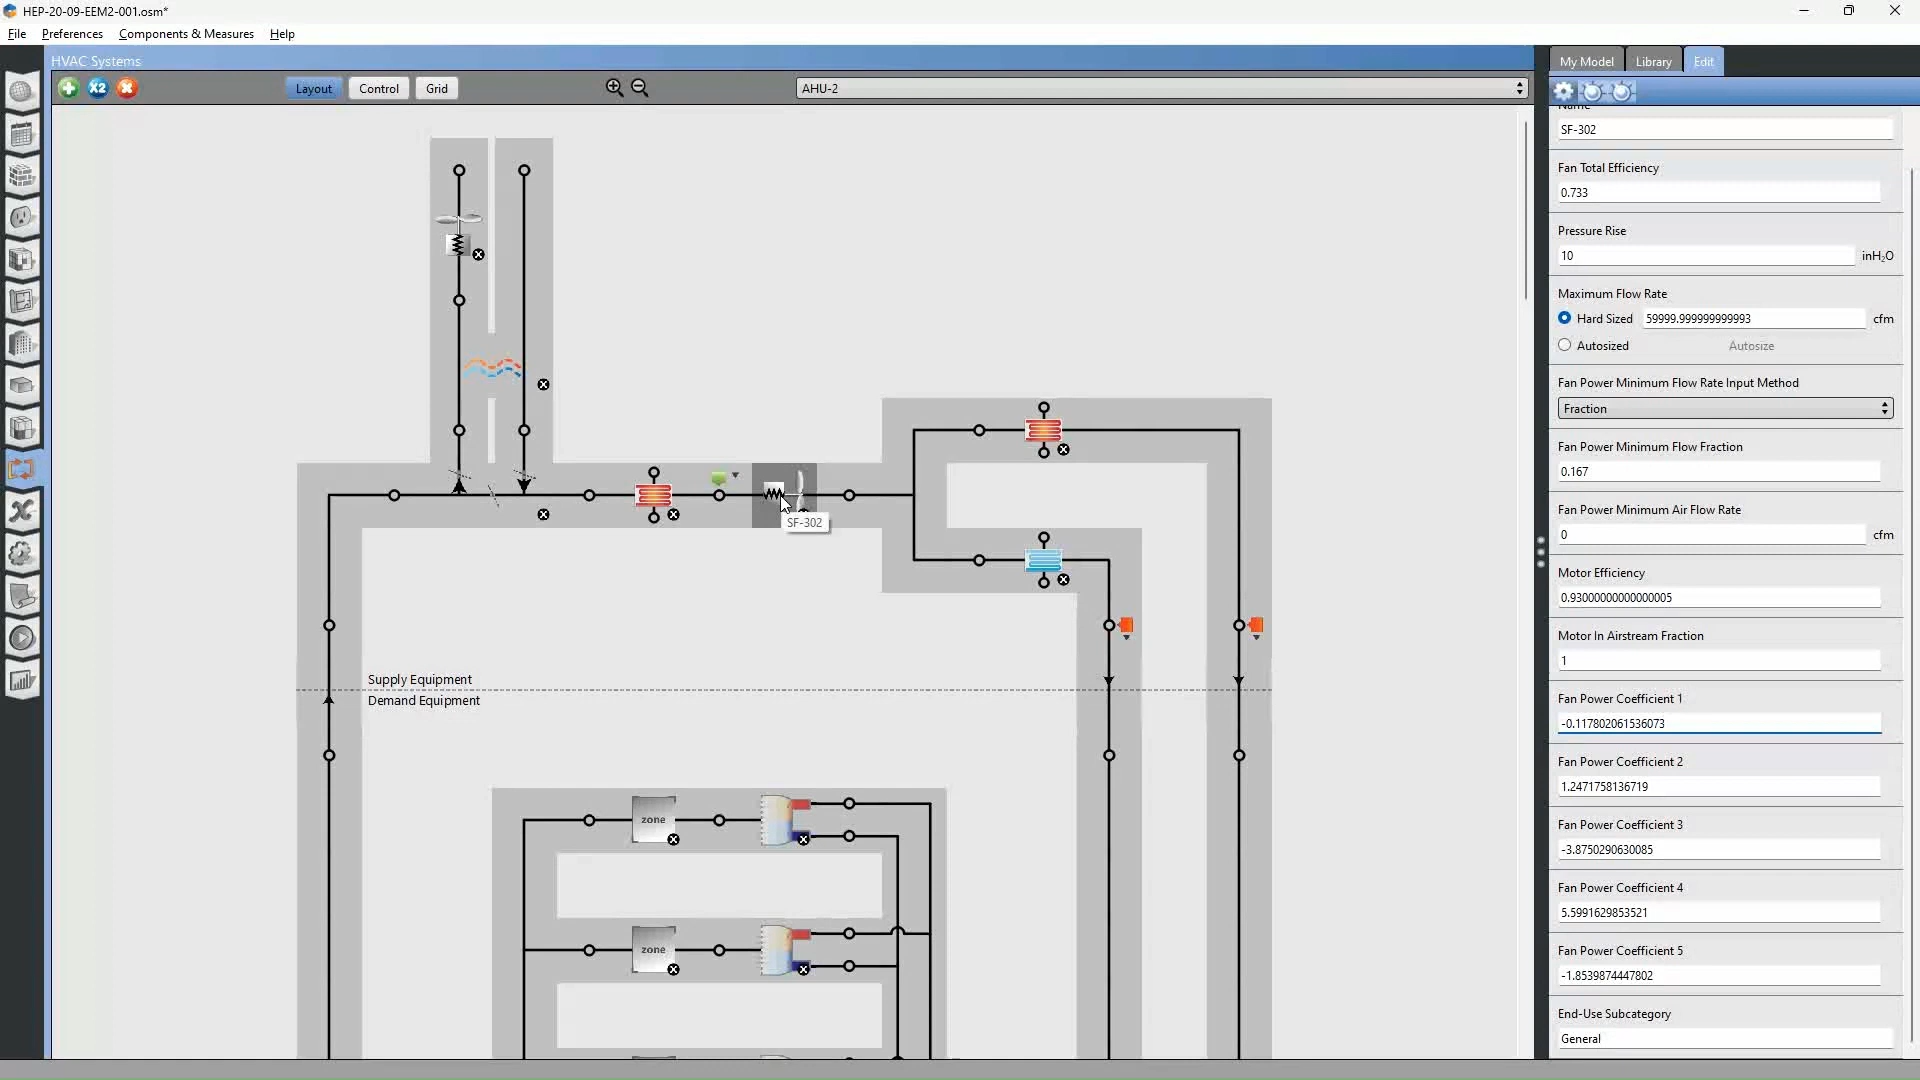 HEP-20-09-EEM2-001.osm*
File Preferences Components & Measures Help
HVAC Systems
X2 Layout Control Grid AHU-2
My Model Library Edit
Name
SF-302
Fan Total Efficiency
0.733
Pressure Rise
10 inH₂O
Maximum Flow Rate
Hard Sized 59999.999999999993 cfm
Autosized Autosize
Fan Power Minimum Flow Rate Input Method
Fraction
Fan Power Minimum Flow Fraction
0.167
Fan Power Minimum Air Flow Rate
0 cfm
Motor Efficiency
0.93000000000000005
Motor In Airstream Fraction
1
Fan Power Coefficient 1
-0.117802061536073
Fan Power Coefficient 2
1.2471758136719
Fan Power Coefficient 3
-3.8750290630085
Fan Power Coefficient 4
5.5991629853521
Fan Power Coefficient 5
-1.8539874447802
End-Use Subcategory
General
SF-302
Supply Equipment
Demand Equipment
zone
zone